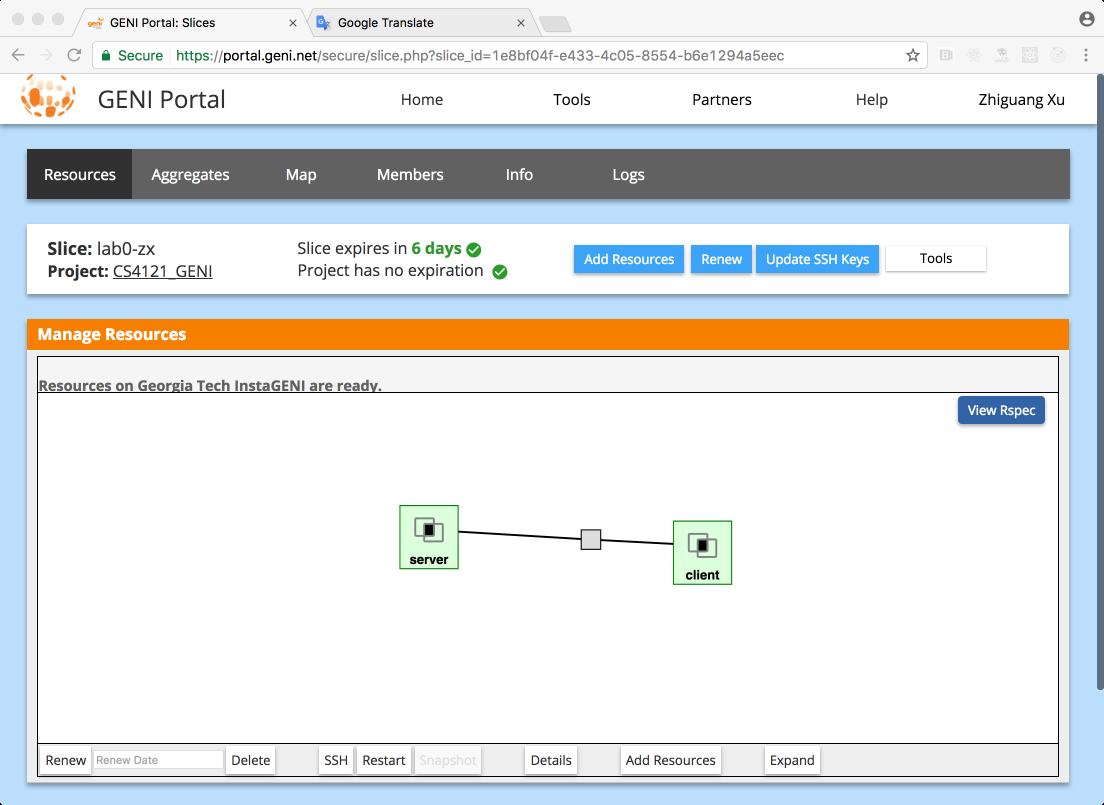 GENI Portal: Slices
Google Translate
Secure https://portal.geni.net/secure/slice.php?slice_id=1e8bf04f-e433-4c05-8554-b6e1294a5eec
geni
GENI Portal Home Tools Partners Help Zhiguang Xu
Resources Aggregates Map Members Info Logs
Slice: lab0-zx
Project: CS4121_GENI
Slice expires in 6 days
Project has no expiration
Add Resources Renew Update SSH Keys Tools
Manage Resources
Resources on Georgia Tech InstaGENI are ready.
View Rspec
server
client
Renew Renew Date Delete SSH Restart Snapshot Details Add Resources Expand